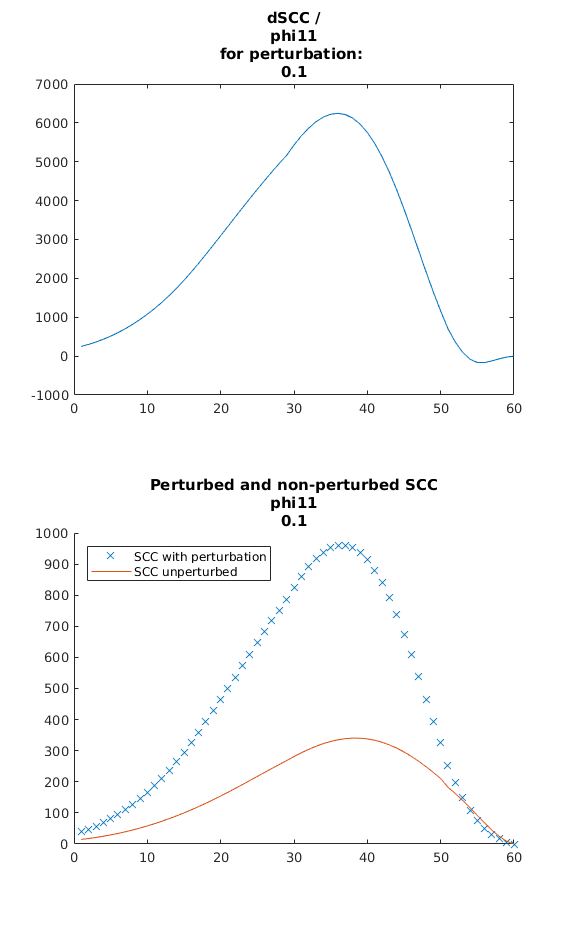 dSCC /
phi11
for perturbation:
0.1
7000
6000
5000
4000
3000
2000
1000
0
-1000
0 10 20 30 40 50 60
Perturbed and non-perturbed SCC
phi11
0.1
1000
900
800
700
600
500
400
300
200
100
0
SCC with perturbation
SCC unperturbed
0 10 20 30 40 50 60